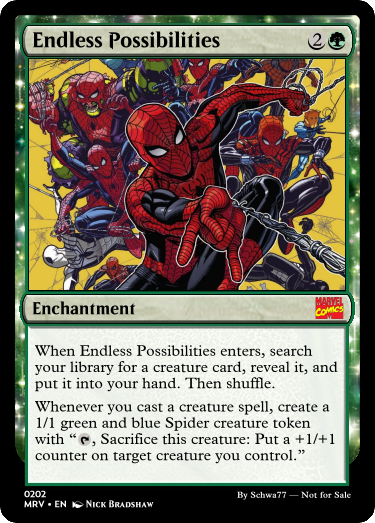 Endless Possibilities 2
Enchantment
MARVEL
COMICS
When Endless Possibilities enters, search
your library for a creature card, reveal it, and
put it into your hand. Then shuffle.
Whenever you cast a creature spell, create a
1/1 green and blue Spider creature token
with “, Sacrifice this creature: Put a +1/+1
counter on target creature you control.”
0202
MRV • EN Nick Bradshaw
By Schwa77 — Not for Sale